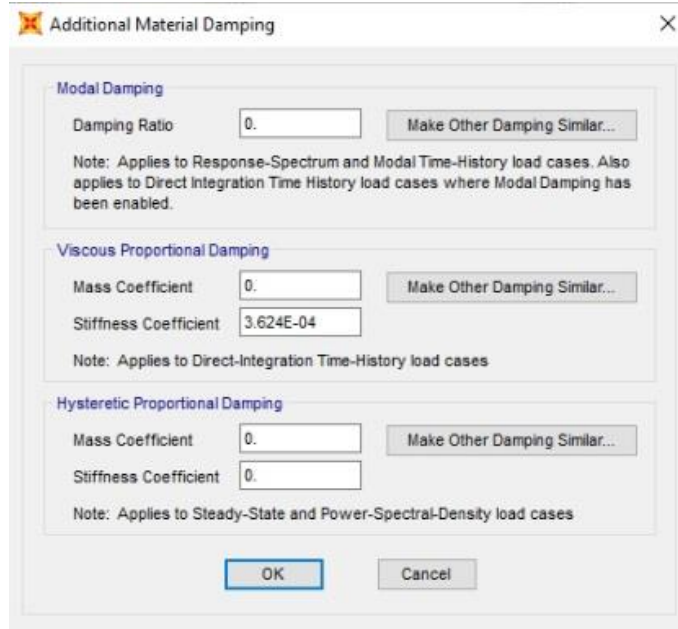 Additional Material Damping
Modal Damping
Damping Ratio 0. Make Other Damping Similar...
Note: Applies to Response-Spectrum and Modal Time-History load cases. Also
applies to Direct Integration Time History load cases where Modal Damping has
been enabled.
Viscous Proportional Damping
Mass Coefficient 0. Make Other Damping Similar...
Stiffness Coefficient 3.624E-04
Note: Applies to Direct-Integration Time-History load cases
Hysteretic Proportional Damping
Mass Coefficient 0. Make Other Damping Similar...
Stiffness Coefficient 0.
Note: Applies to Steady-State and Power-Spectral-Density load cases
OK Cancel